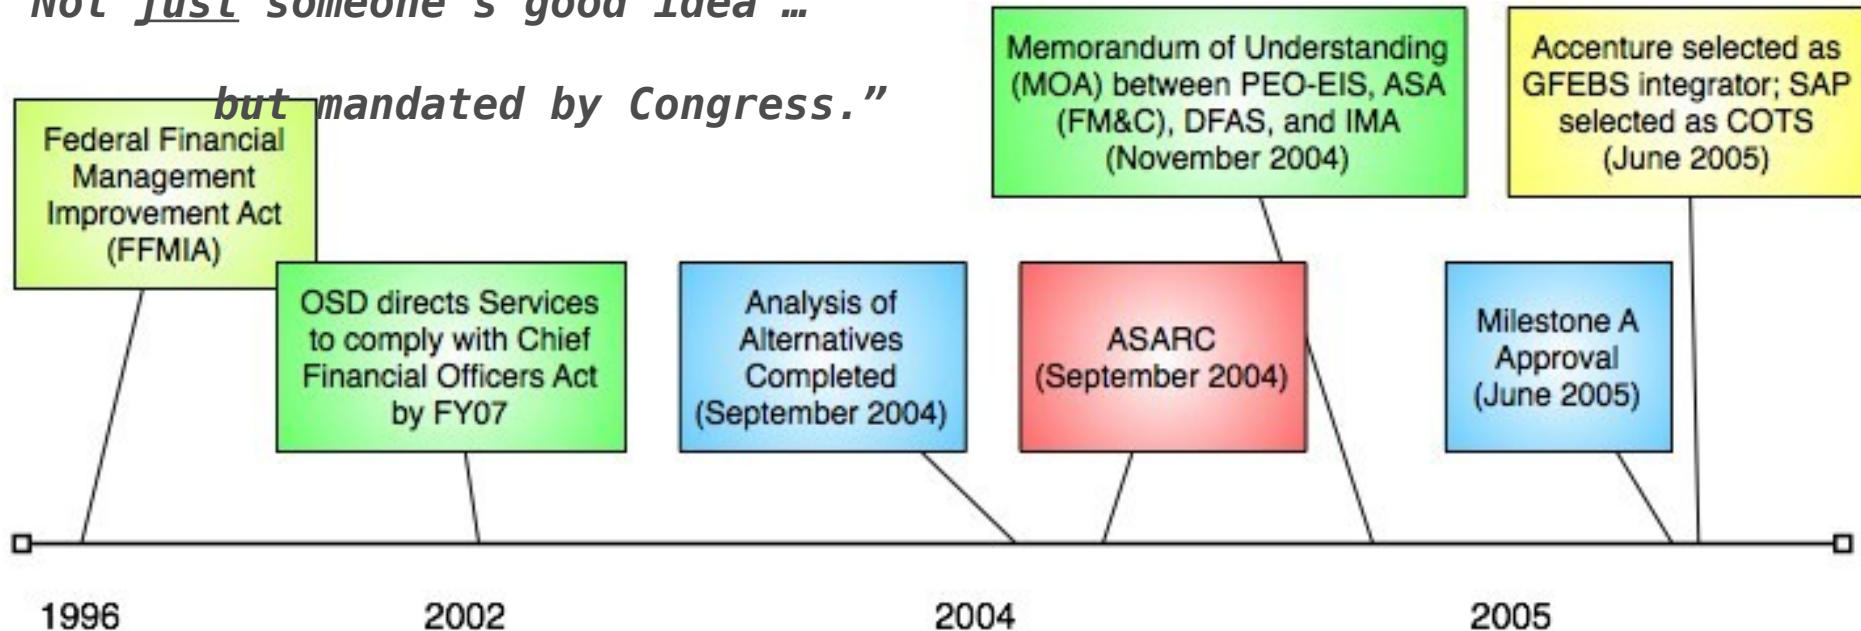 Not just someone's good idea …
but mandated by Congress.”
Federal Financial
Management
Improvement Act
(FFMIA)
OSD directs Services
to comply with Chief
Financial Officers Act
by FY07
Analysis of
Alternatives
Completed
(September 2004)
Memorandum of Understanding
(MOA) between PEO-EIS, ASA
(FM&C), DFAS, and IMA
(November 2004)
ASARC
(September 2004)
Accenture selected as
GFEBS integrator; SAP
selected as COTS
(June 2005)
Milestone A
Approval
(June 2005)
1996
2002
2004
2005